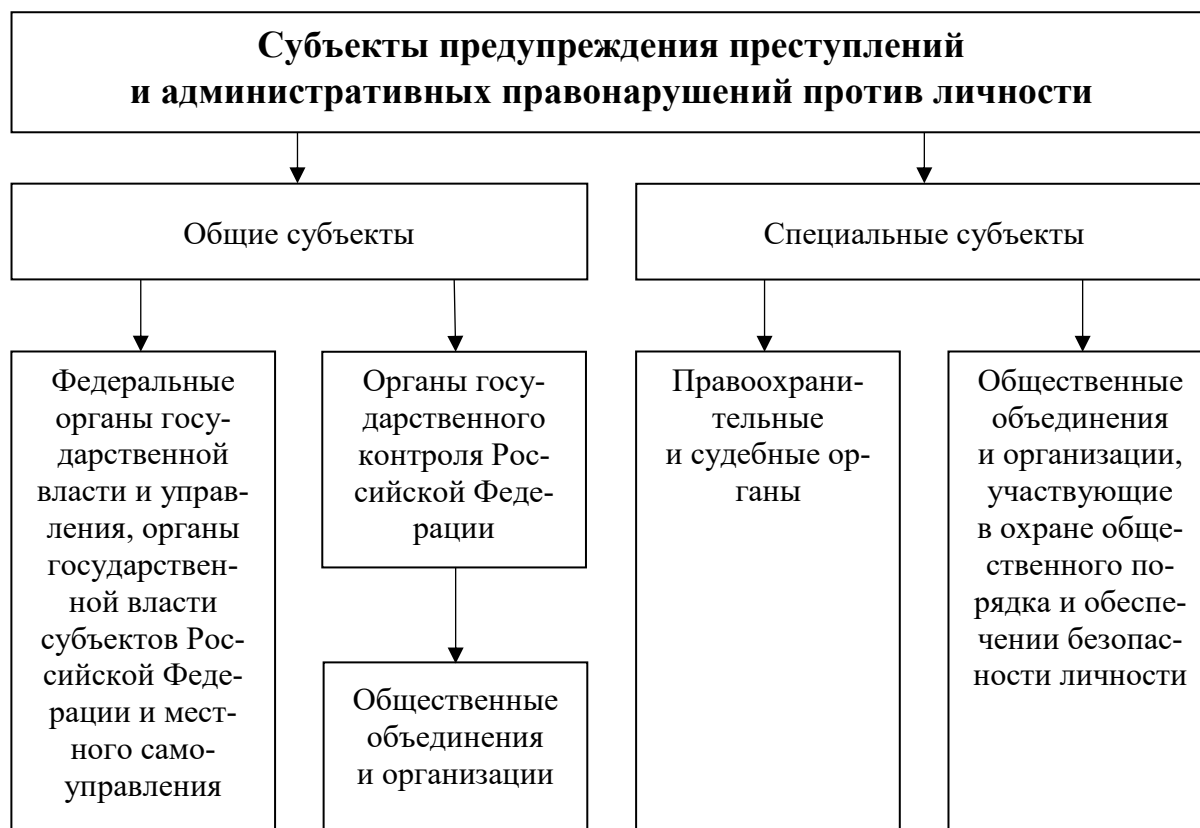 Субъекты предупреждения преступлений
и административных правонарушений против личности
Общие субъекты
Специальные субъекты
Федеральные
органы госу-
дарственной
власти и управ-
ления, органы
государствен-
ной власти
субъектов Рос-
сийской Феде-
рации и мест-
ного само-
управления
Органы госу-
дарственного
контроля Рос-
сийской Феде-
рации
Общественные
объединения
и организации
Правоохрани-
тельные
и судебные ор-
ганы
Общественные
объединения
и организации,
участвующие
в охране обще-
ственного по-
рядка и обеспе-
чении безопас-
ности личности